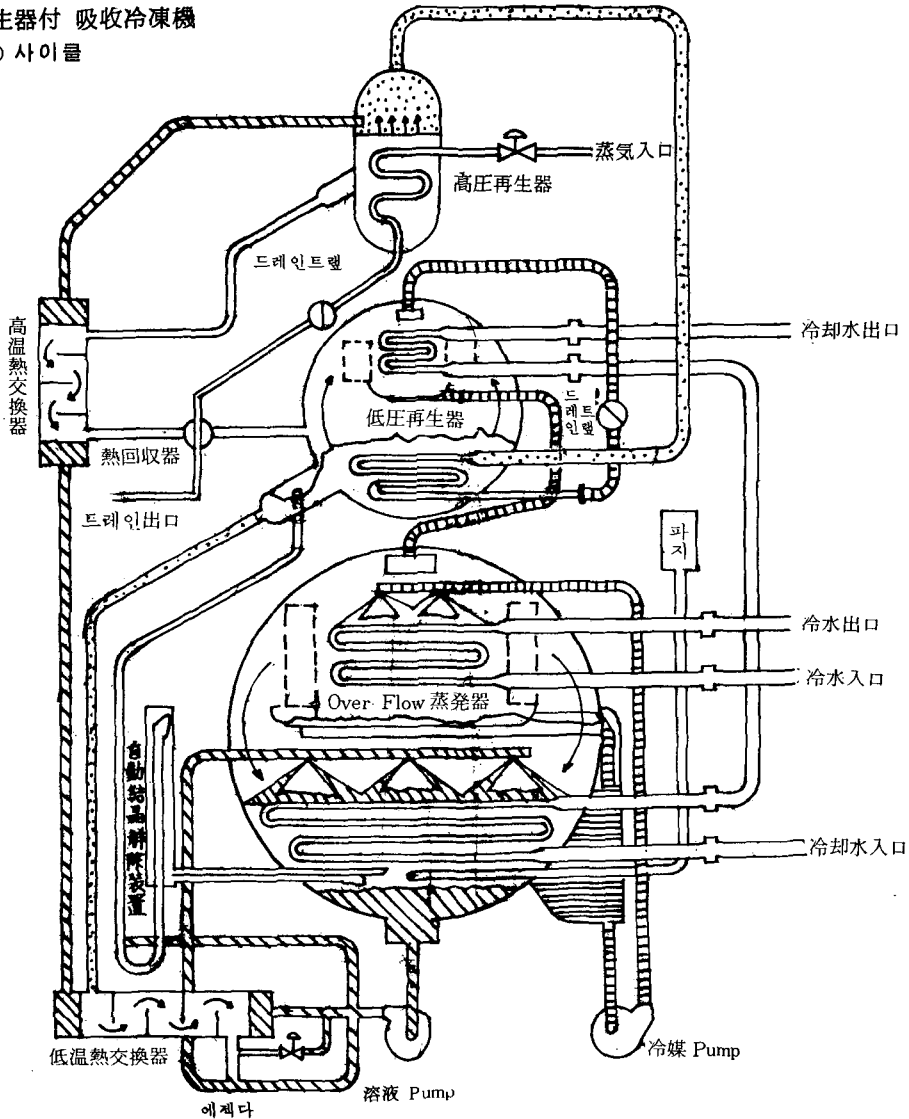 生器付 吸收冷凍機
) 사이클
蒸気入口
高圧再生器
드레인트랲
冷却水出口
高温熱交換器
드레인트랲
低圧再生器
熱回収器
트레인出口
파지
冷水出口
冷水入口
Over Flow 蒸発器
自動結晶解除装置
冷却水入口
低温熱交換器
冷媒 Pump
溶液 Pump
에젝다